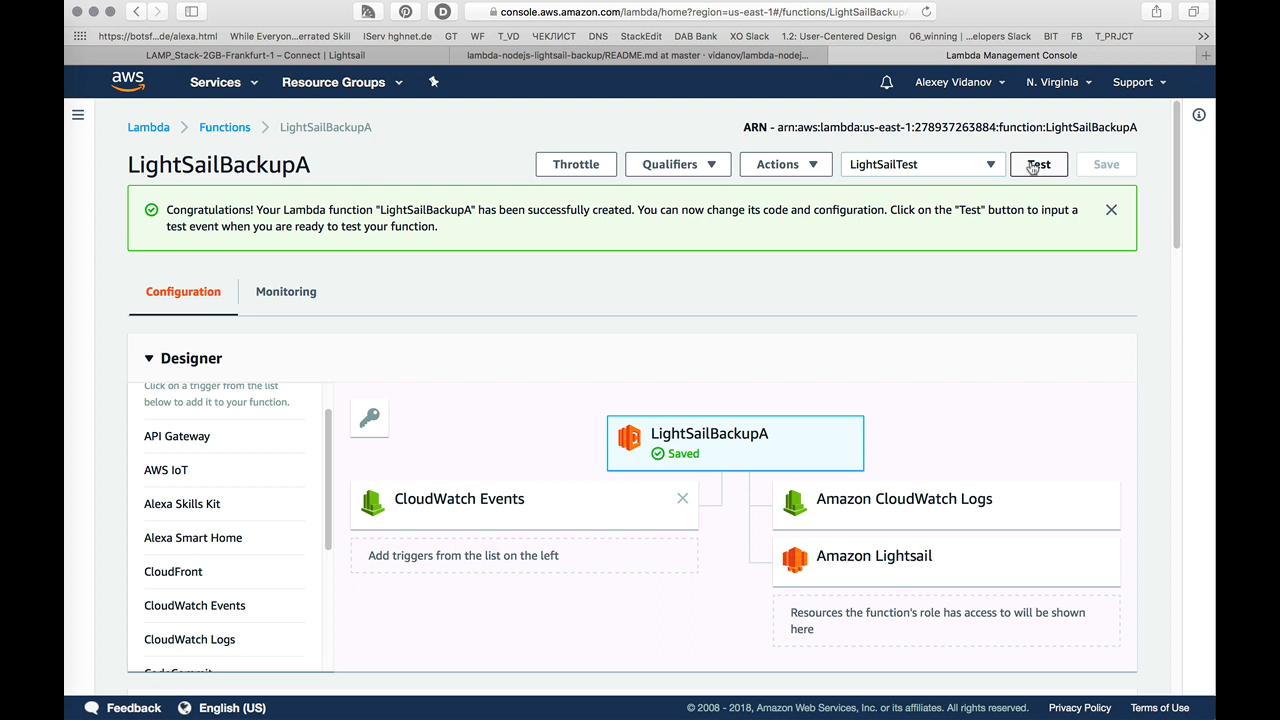 console.aws.amazon.com/lambda/home?region=us-east-1#/functions/LightSailBackup
https://botsf...de/alexa.html While Everyon...errated Skill IServ hghnet.de GT WF T_VD ЧЕКЛИСТ DNS StackEdit DAB Bank XO Slack 1.2: User-Centered Design 06_winning |...elopers Slack BIT FB T_PRJCT
LAMP_Stack-2GB-Frankfurt-1 – Connect | Lightsail lambda-nodejs-lightsail-backup/README.md at master · vidanov/lambda-nodej... Lambda Management Console
aws Services Resource Groups Alexey Vidanov N. Virginia Support
Lambda Functions LightSailBackupA ARN - arn:aws:lambda:us-east-1:278937263884:function:LightSailBackupA
LightSailBackupA Throttle Qualifiers Actions LightSailTest Test Save
Congratulations! Your Lambda function "LightSailBackupA" has been successfully created. You can now change its code and configuration. Click on the "Test" button to input a
test event when you are ready to test your function.
Configuration Monitoring
Designer
Click on a trigger from the list
below to add it to your function.
API Gateway
AWS IoT
Alexa Skills Kit
Alexa Smart Home
CloudFront
CloudWatch Events
CloudWatch Logs
CodeCommit
LightSailBackupA
Saved
CloudWatch Events
Add triggers from the list on the left
Amazon CloudWatch Logs
Amazon Lightsail
Resources the function's role has access to will be shown
here
Feedback English (US) © 2008 - 2018, Amazon Web Services, Inc. or its affiliates. All rights reserved. Privacy Policy Terms of Use